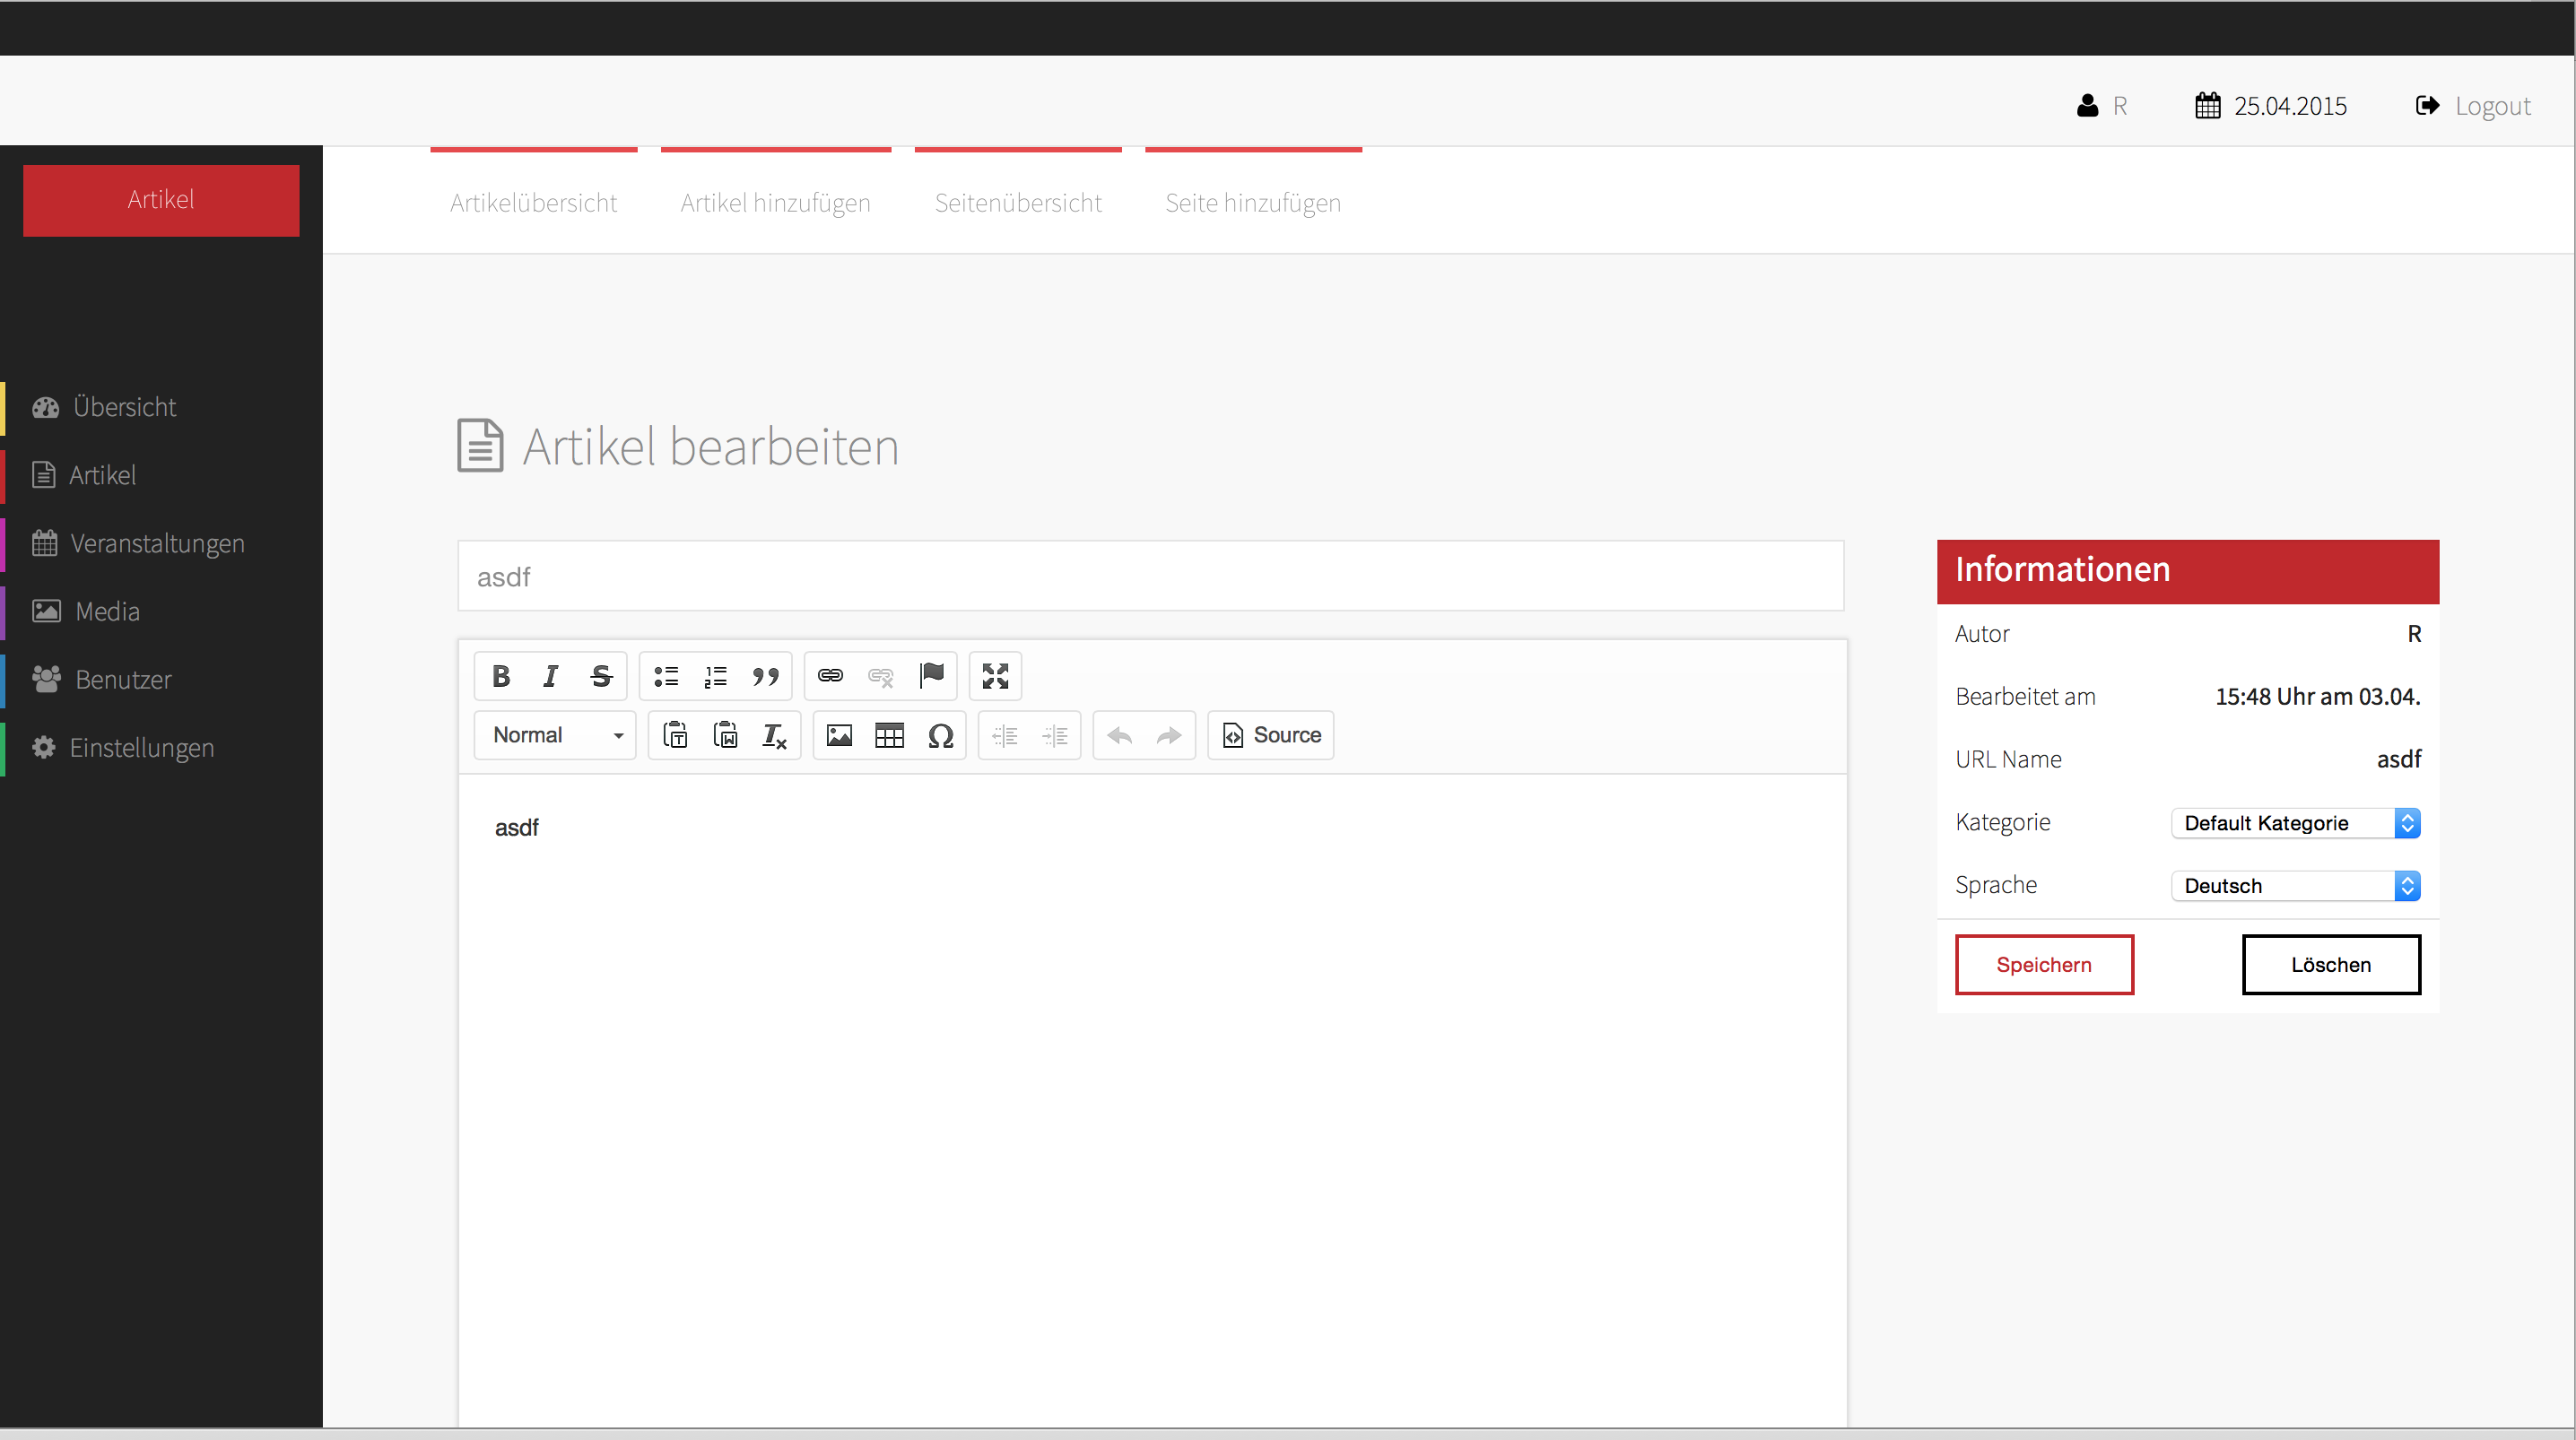 R
25.04.2015
Logout
Artikel
Artikelübersicht
Artikel hinzufügen
Seitenübersicht
Seite hinzufügen
Übersicht
Artikel
Veranstaltungen
Media
Benutzer
Einstellungen
Artikel bearbeiten
asdf
Normal
Source
asdf
Informationen
Autor R
Bearbeitet am 15:48 Uhr am 03.04.
URL Name asdf
Kategorie Default Kategorie
Sprache Deutsch
Speichern Löschen